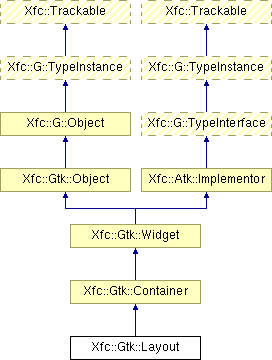 Xfc::Trackable Xfc::Trackable
Xfc::G::TypeInstance Xfc::G::TypeInstance
Xfc::G::Object Xfc::G::TypeInterface
Xfc::Gtk::Object Xfc::Atk::Implementor
Xfc::Gtk::Widget
Xfc::Gtk::Container
Xfc::Gtk::Layout